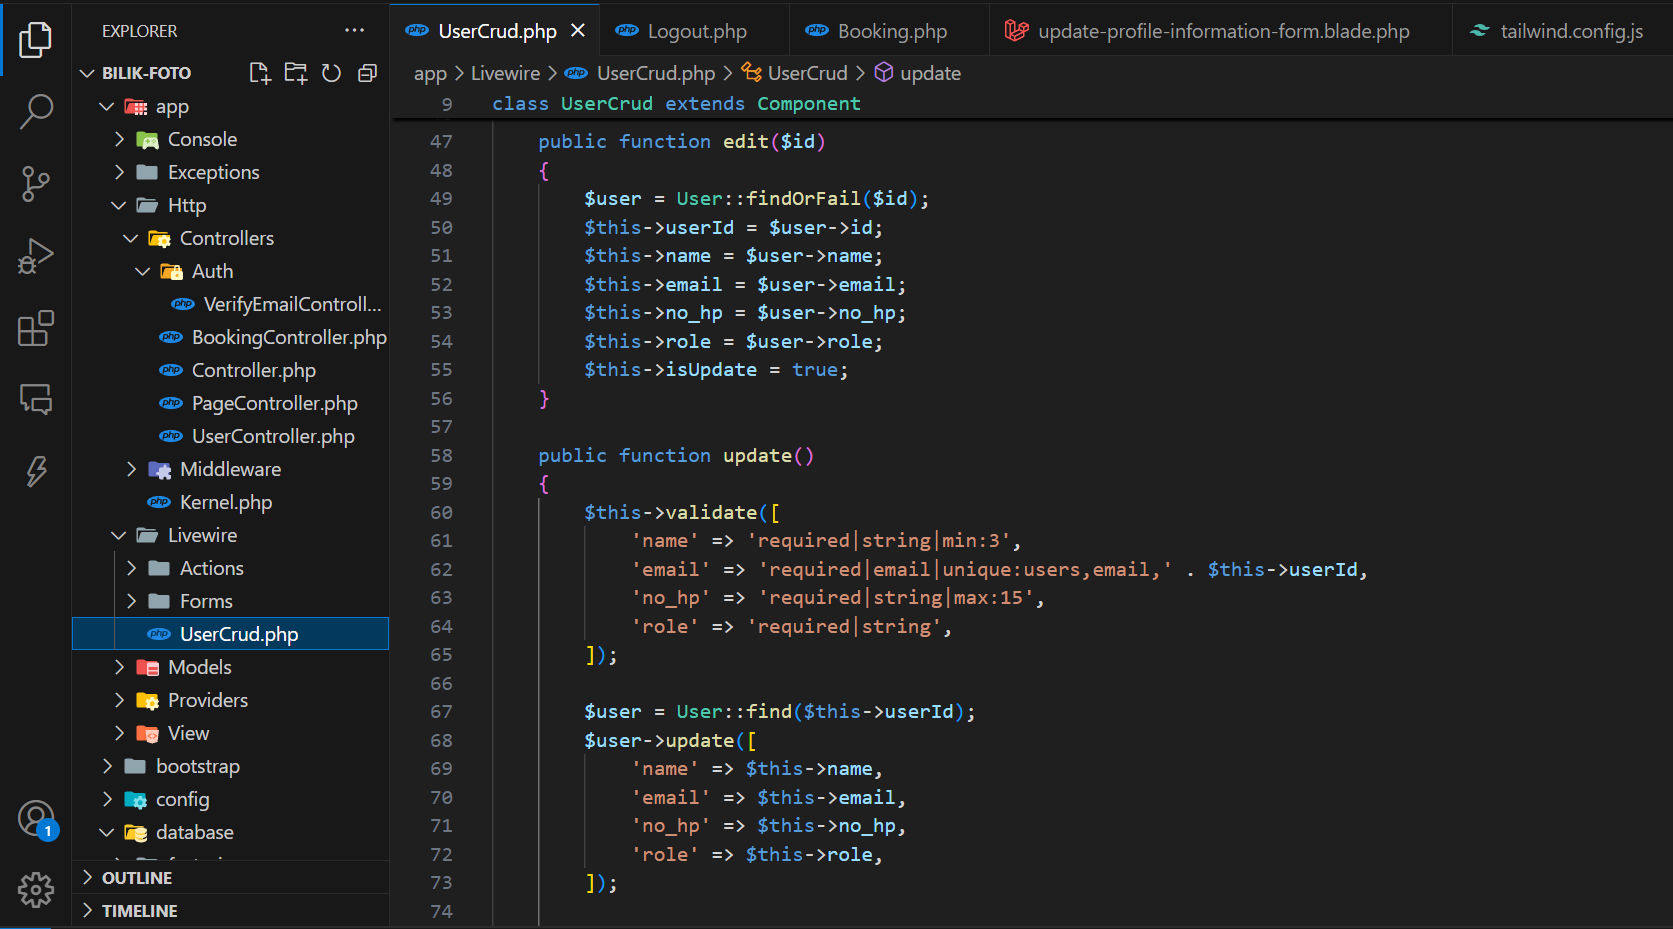 EXPLORER
BILIK-FOTO
app
Console
Exceptions
Http
Controllers
Auth
VerifyEmailControll...
BookingController.php
Controller.php
PageController.php
UserController.php
Middleware
Kernel.php
Livewire
Actions
Forms
UserCrud.php
Models
Providers
View
bootstrap
config
database
OUTLINE
TIMELINE
1
UserCrud.php
Logout.php
Booking.php
update-profile-information-form.blade.php
tailwind.config.js
app > Livewire > UserCrud.php > UserCrud > update
9 class UserCrud extends Component
47 public function edit($id)
48 {
49 $user = User::findOrFail($id);
50 $this->userId = $user->id;
51 $this->name = $user->name;
52 $this->email = $user->email;
53 $this->no_hp = $user->no_hp;
54 $this->role = $user->role;
55 $this->isUpdate = true;
56 }
57
58 public function update()
59 {
60 $this->validate([
61 'name' => 'required|string|min:3',
62 'email' => 'required|email|unique:users,email,' . $this->userId,
63 'no_hp' => 'required|string|max:15',
64 'role' => 'required|string',
65 ]);
66
67 $user = User::find($this->userId);
68 $user->update([
69 'name' => $this->name,
70 'email' => $this->email,
71 'no_hp' => $this->no_hp,
72 'role' => $this->role,
73 ]);
74